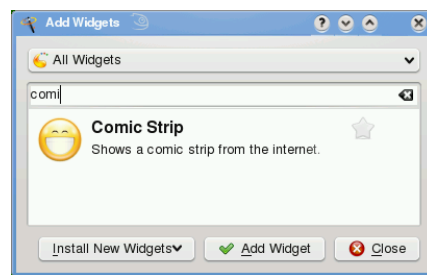 Add Widgets
All Widgets
comi
Comic Strip
Shows a comic strip from the internet.
Install New Widgets
Add Widget
Close